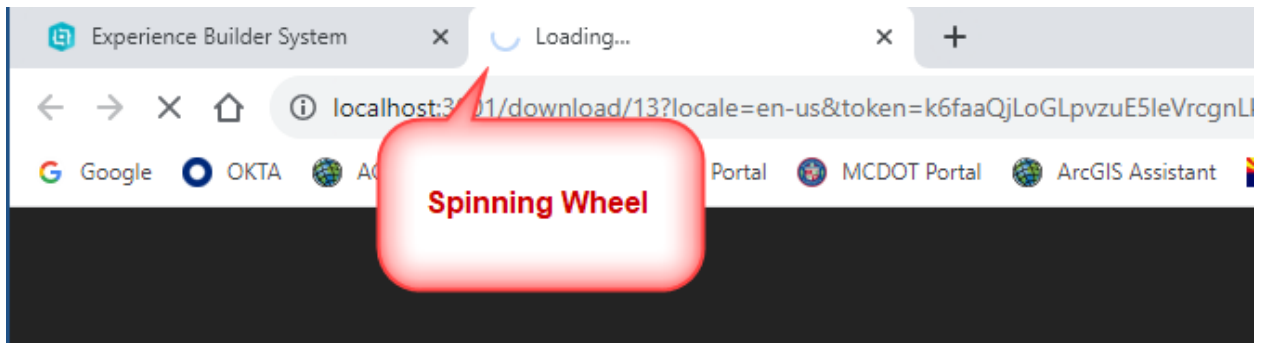 Experience Builder System
Loading...
localhost:3 01/download/13?locale=en-us&token=k6faaQjLoGLpvzuE5leVrcgnL
Google OKTA Portal MCDOT Portal ArcGIS Assistant
Spinning Wheel